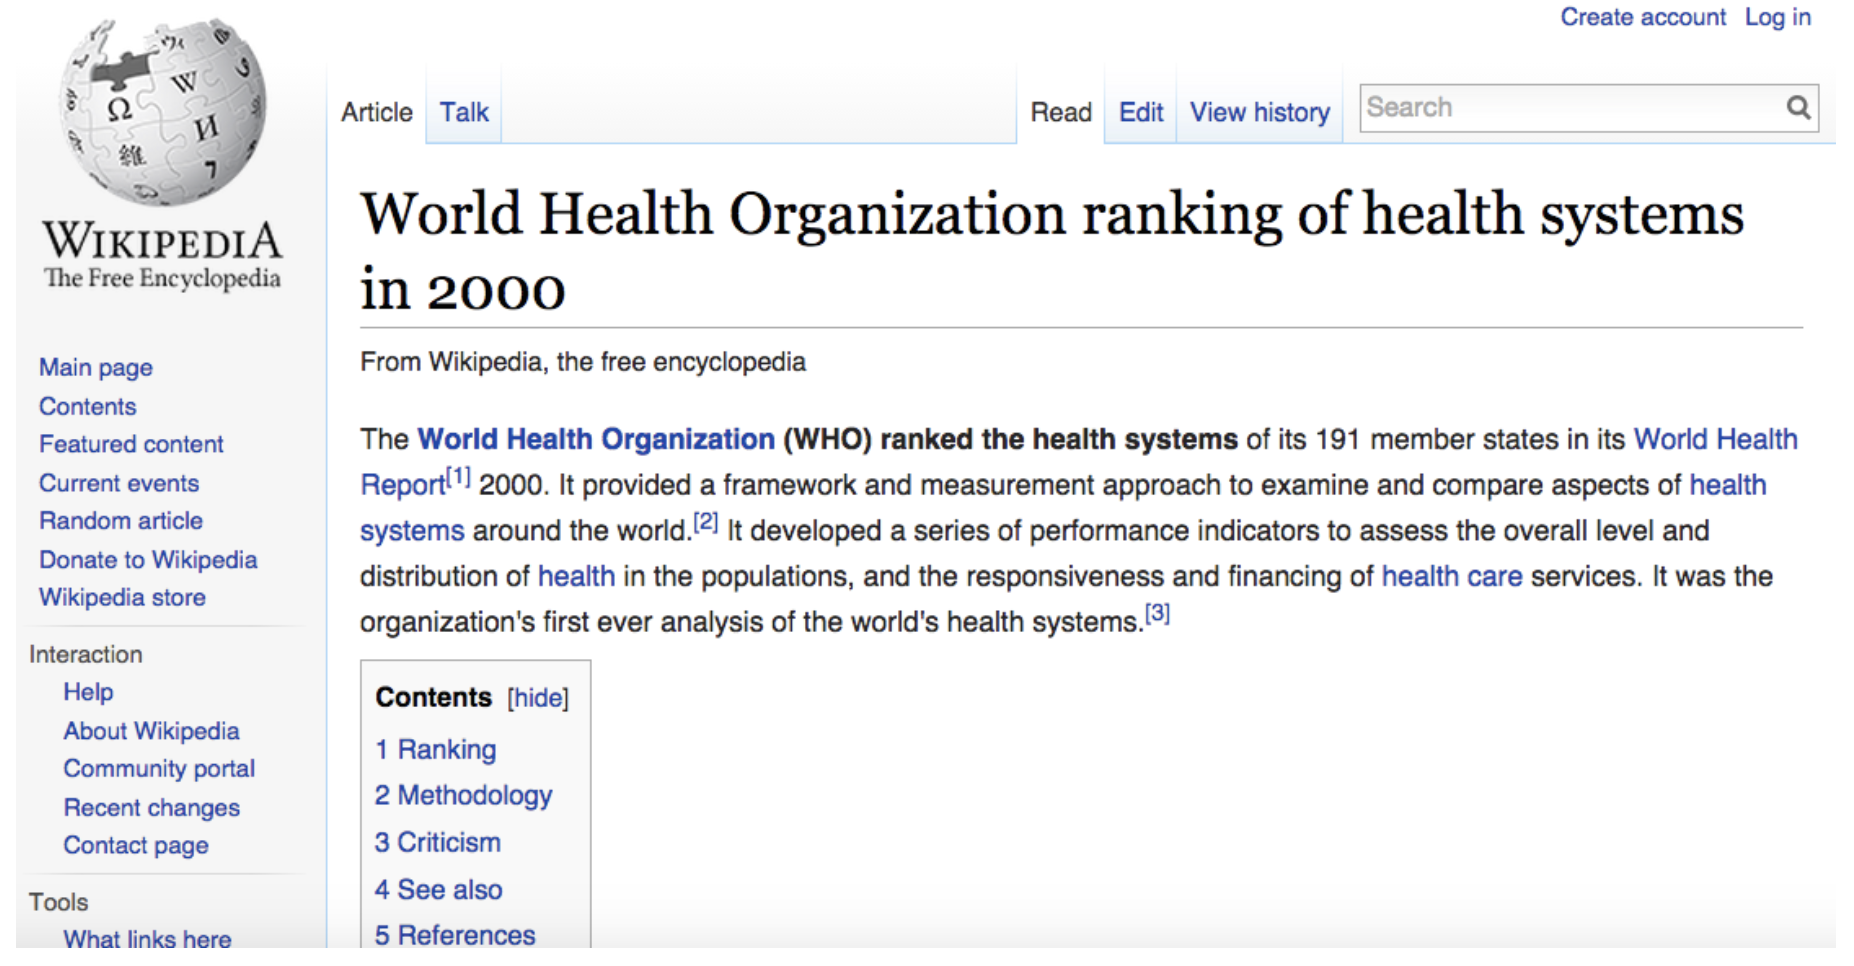 Create account Log in
Article Talk Read Edit View history Search
WIKIPEDIA
The Free Encyclopedia
Main page
Contents
Featured content
Current events
Random article
Donate to Wikipedia
Wikipedia store
Interaction
Help
About Wikipedia
Community portal
Recent changes
Contact page
Tools
What links here
World Health Organization ranking of health systems
in 2000
From Wikipedia, the free encyclopedia
The World Health Organization (WHO) ranked the health systems of its 191 member states in its World Health
Report[1] 2000. It provided a framework and measurement approach to examine and compare aspects of health
systems around the world.[2] It developed a series of performance indicators to assess the overall level and
distribution of health in the populations, and the responsiveness and financing of health care services. It was the
organization's first ever analysis of the world's health systems.[3]
Contents [hide]
1 Ranking
2 Methodology
3 Criticism
4 See also
5 References